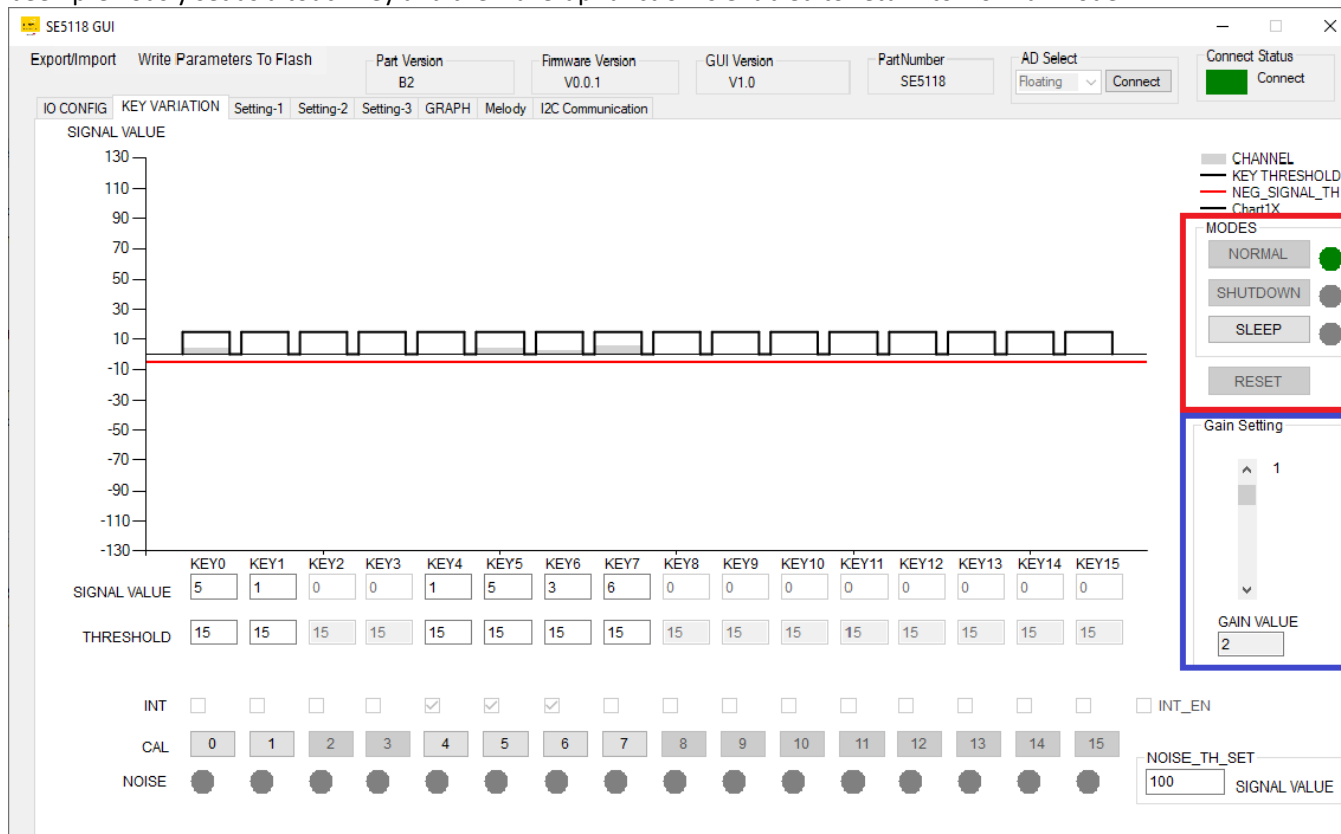 SE5118 GUI
Export/Import Write Parameters To Flash
Part Version
B2
Firmware Version
V0.0.1
GUI Version
V1.0
PartNumber
SE5118
AD Select
Floating Connect
Connect Status
Connect
IO CONFIG KEY VARIATION Setting-1 Setting-2 Setting-3 GRAPH Melody I2C Communication
SIGNAL VALUE
130
110
90
70
50
30
10
-10
-30
-50
-70
-90
-110
-130
CHANNEL
KEY THRESHOLD
NEG_SIGNAL_TH
Chart1X
MODES
NORMAL
SHUTDOWN
SLEEP
RESET
Gain Setting
1
GAIN VALUE
2
KEY0 KEY1 KEY2 KEY3 KEY4 KEY5 KEY6 KEY7 KEY8 KEY9 KEY10 KEY11 KEY12 KEY13 KEY14 KEY15
SIGNAL VALUE 5 1 0 0 1 5 3 6 0 0 0 0 0 0 0 0
THRESHOLD 15 15 15 15 15 15 15 15 15 15 15 15 15 15 15 15
INT INT_EN
CAL 0 1 2 3 4 5 6 7 8 9 10 11 12 13 14 15
NOISE
NOISE_TH_SET
100 SIGNAL VALUE